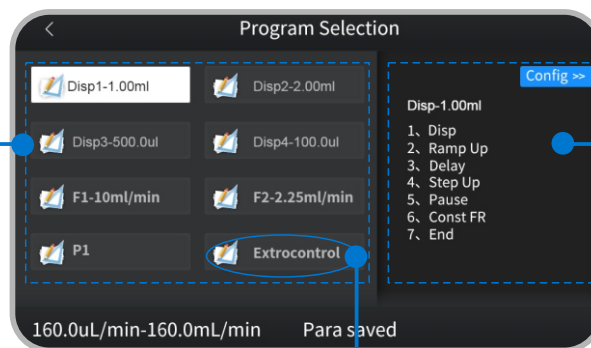 Program Selection
Disp1-1.00ml
Disp2-2.00ml
Disp3-500.0ul
Disp4-100.0ul
F1-10ml/min
F2-2.25ml/min
P1
Extrocontrol
Config >>
Disp-1.00ml
1、Disp
2、Ramp Up
3、Delay
4、Step Up
5、Pause
6、Const FR
7、End
160.0uL/min-160.0mL/min Para saved